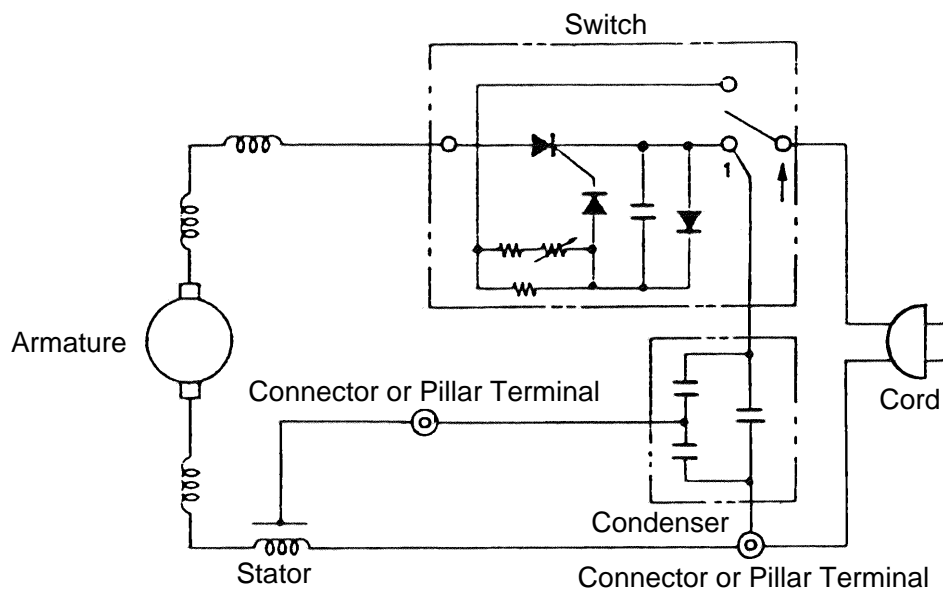 Switch
1
Armature
Connector or Pillar Terminal
Cord
Condenser
Stator
Connector or Pillar Terminal